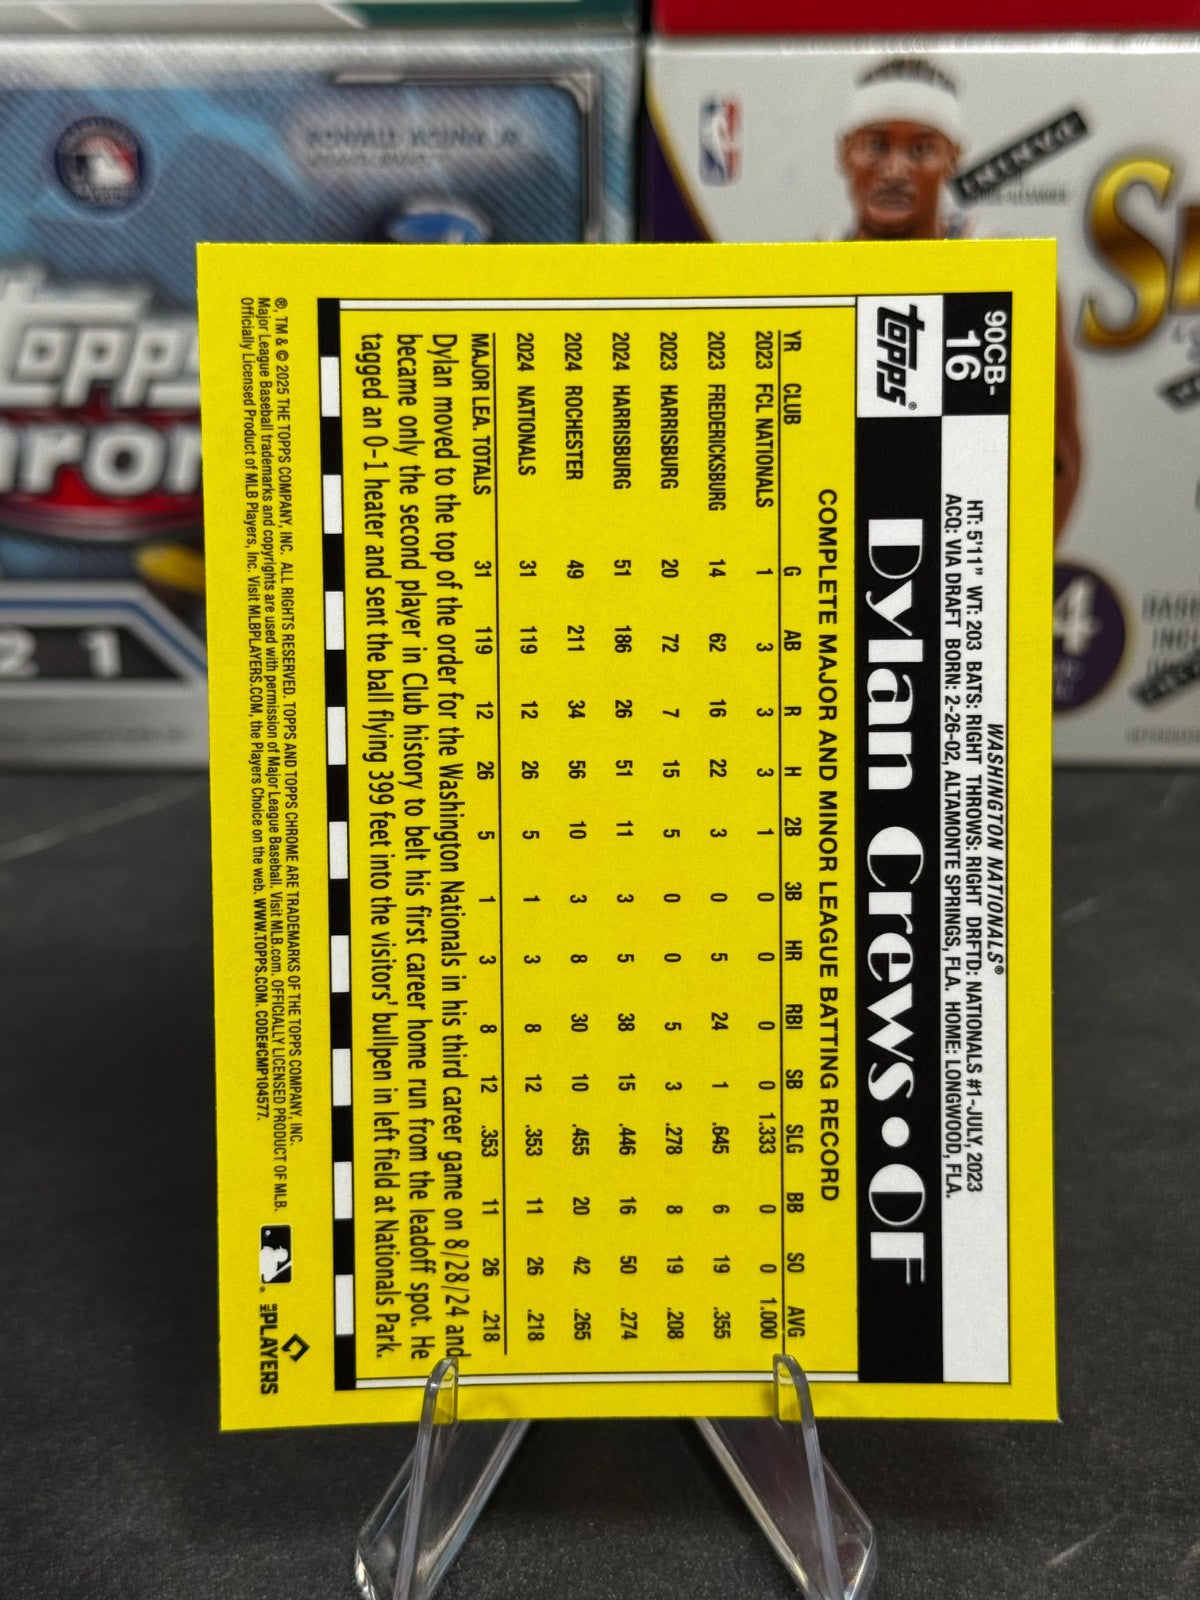 90CB-
16
topps®
WASHINGTON NATIONALS®
HT: 5'11" WT: 203 BATS: RIGHT THROWS: RIGHT DRFTD: NATIONALS #1-JULY, 2023
ACQ: VIA DRAFT BORN: 2-26-02, ALTAMONTE SPRINGS, FLA. HOME: LONGWOOD, FLA.
Dylan Crews•OF
COMPLETE MAJOR AND MINOR LEAGUE BATTING RECORD
YR CLUB G AB R H 2B 3B HR RBI SB SLG BB SO AVG
2023 FCL NATIONALS 1 3 3 3 1 0 0 0 0 1.333 0 0 1.000
2023 FREDERICKSBURG 14 62 16 22 3 0 5 24 1 .645 6 19 .355
2023 HARRISBURG 20 72 7 15 5 0 0 5 3 .278 8 19 .208
2024 HARRISBURG 51 186 26 51 11 3 5 38 15 .446 16 50 .274
2024 ROCHESTER 49 211 34 56 10 3 8 30 10 .455 20 42 .265
2024 NATIONALS 31 119 12 26 5 1 3 8 12 .353 11 26 .218
MAJOR LEA. TOTALS 31 119 12 26 5 1 3 8 12 .353 11 26 .218
Dylan moved to the top of the order for the Washington Nationals in his third career game on 8/28/24 and
became only the second player in Club history to belt his first career home run from the leadoff spot. He
tagged an 0-1 heater and sent the ball flying 399 feet into the visitors' bullpen in left field at Nationals Park.
®, TM & © 2025 THE TOPPS COMPANY, INC. ALL RIGHTS RESERVED. TOPPS AND TOPPS CHROME ARE TRADEMARKS OF THE TOPPS COMPANY, INC.
Major League Baseball trademarks and copyrights are used with permission of Major League Baseball. Visit MLB.com. OFFICIALLY LICENSED PRODUCT OF MLB.
Officially Licensed Product of MLB Players, Inc. Visit MLBPLAYERS.COM, the Players Choice on the web. WWW.TOPPS.COM. CODE#CMP104577.
MLB PLAYERS
RONALD ACUÑA JR.
topps
21